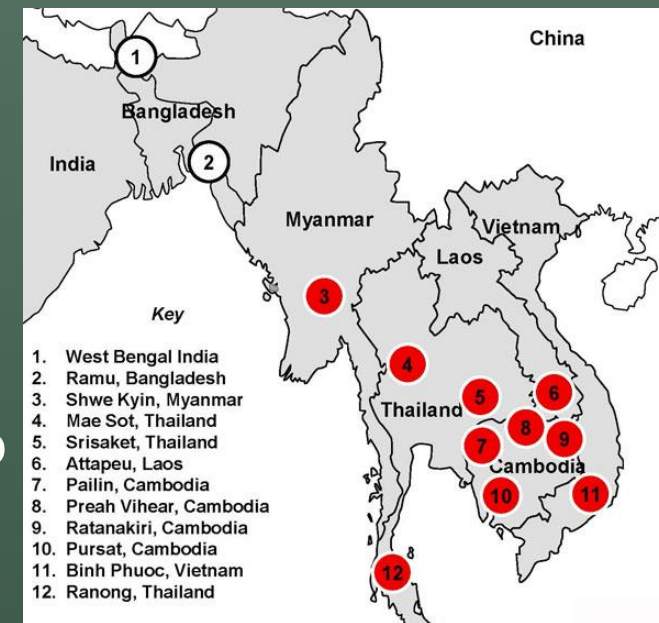 China
1
Bangladesh
India
2
Myanmar
Vietnam
Laos
3
Key
1. West Bengal India
2. Ramu, Bangladesh
3. Shwe Kyin, Myanmar
4. Mae Sot, Thailand
5. Srisaket, Thailand
6. Attapeu, Laos
7. Pailin, Cambodia
8. Preah Vihear, Cambodia
9. Ratanakiri, Cambodia
10. Pursat, Cambodia
11. Binh Phuoc, Vietnam
12. Ranong, Thailand
4
5
6
Thailand
8
7
9
Cambodia
10
11
12